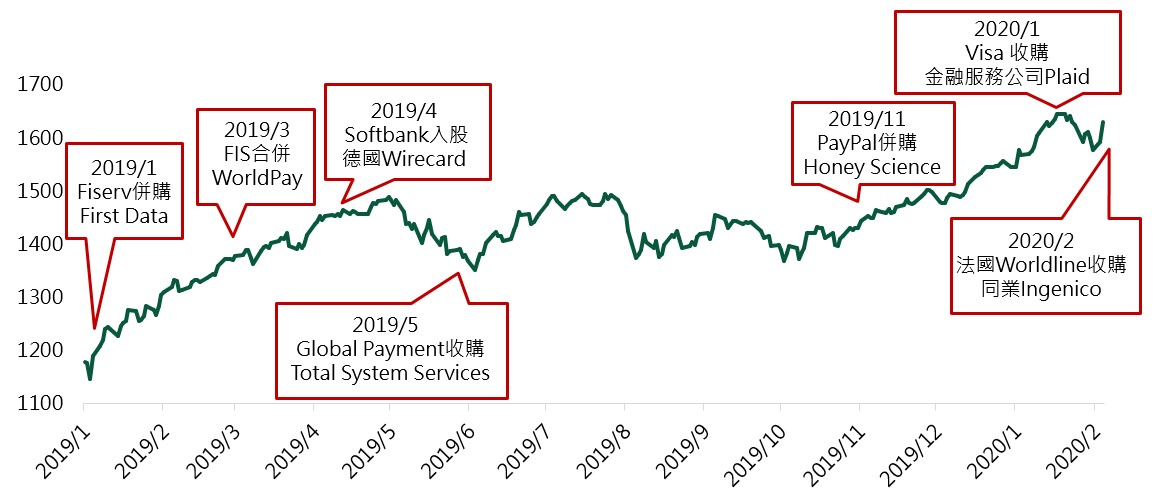 2020/1
Visa 收購
金融服務公司Plaid
1700
2019/4
Softbank入股
德國Wirecard
2019/3
FIS合併
WorldPay
2019/11
PayPal併購
Honey Science
1600
2019/1
Fiserv併購
First Data
1500
1400
2020/2
法國Worldline收購
同業Ingenico
1300
2019/5
Global Payment收購
Total System Services
1200
1100
2019/1
2019/2
2019/3
2019/4
2019/5
2019/6
2019/7
2019/8
2019/9
2019/10
2019/11
2019/12
2020/1
2020/2